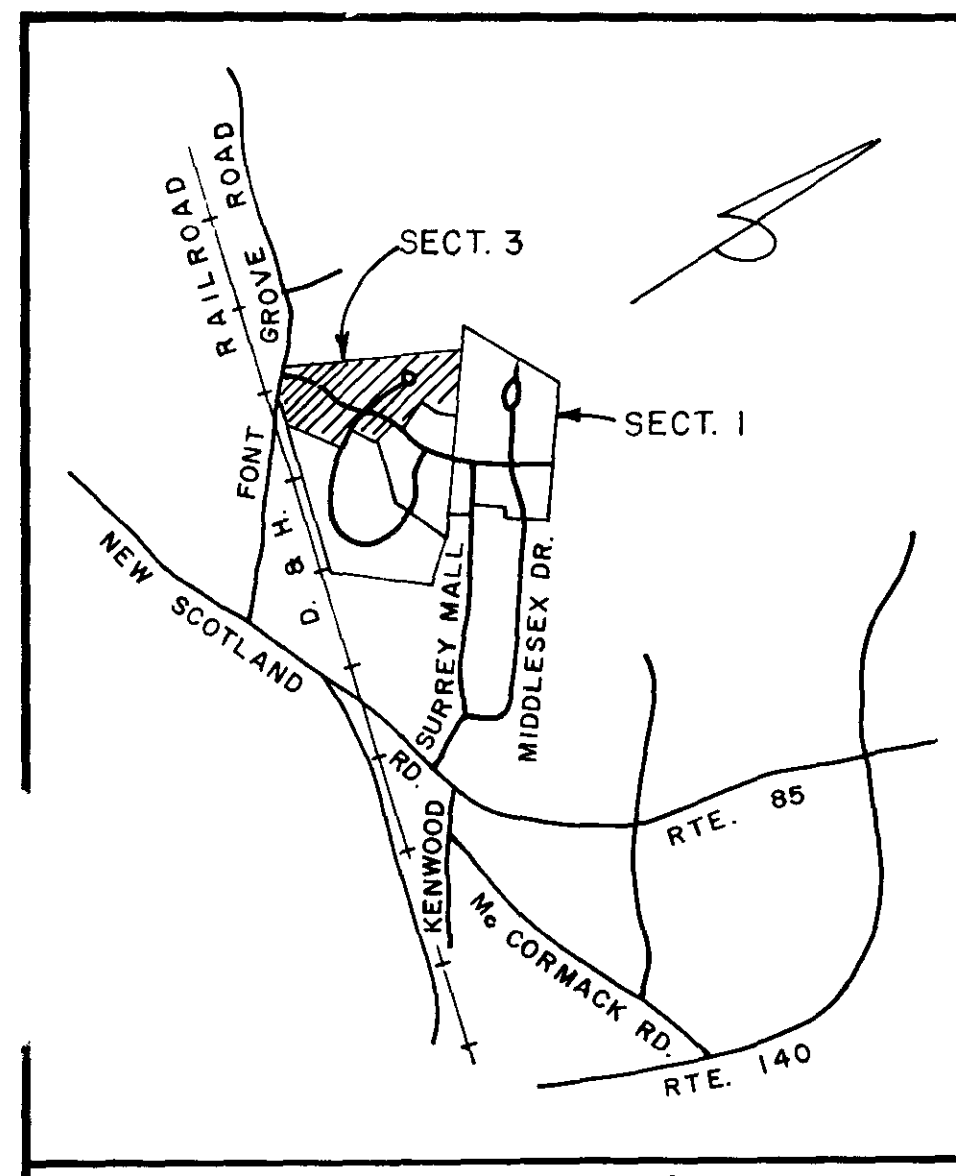 RAILROAD
FONT GROVE ROAD
SECT. 3
SECT. 1
D. & H.
NEW SCOTLAND RD.
SURREY MALL
MIDDLESEX DR.
RTE. 85
KENWOOD
Mc CORMACK RD.
RTE. 140